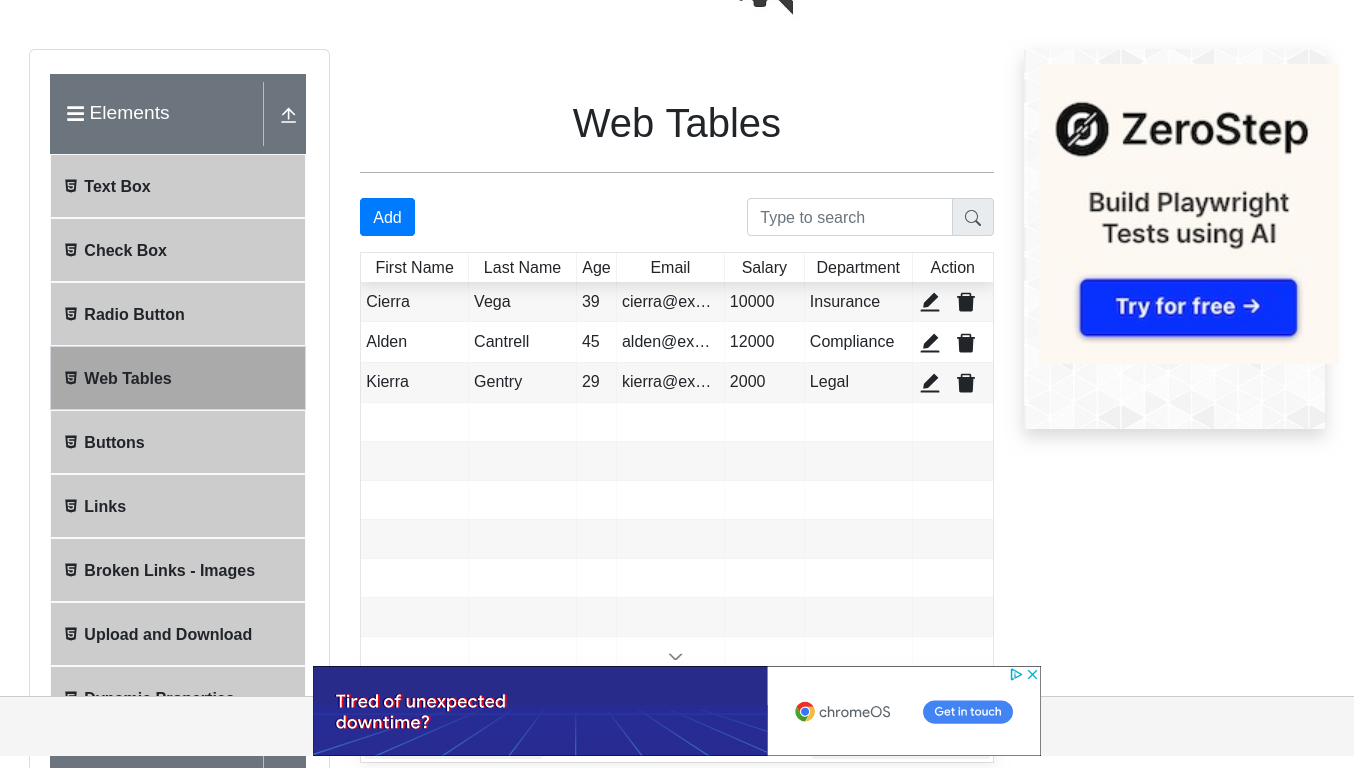 Elements
Text Box
Check Box
Radio Button
Web Tables
Buttons
Links
Broken Links - Images
Upload and Download
Dynamic Properties
Web Tables
Add
Type to search
First Name Last Name Age Email Salary Department Action
Cierra Vega 39 cierra@ex... 10000 Insurance
Alden Cantrell 45 alden@ex... 12000 Compliance
Kierra Gentry 29 kierra@ex... 2000 Legal
ZeroStep
Build Playwright
Tests using AI
Try for free →
Tired of unexpected
downtime?
chromeOS
Get in touch